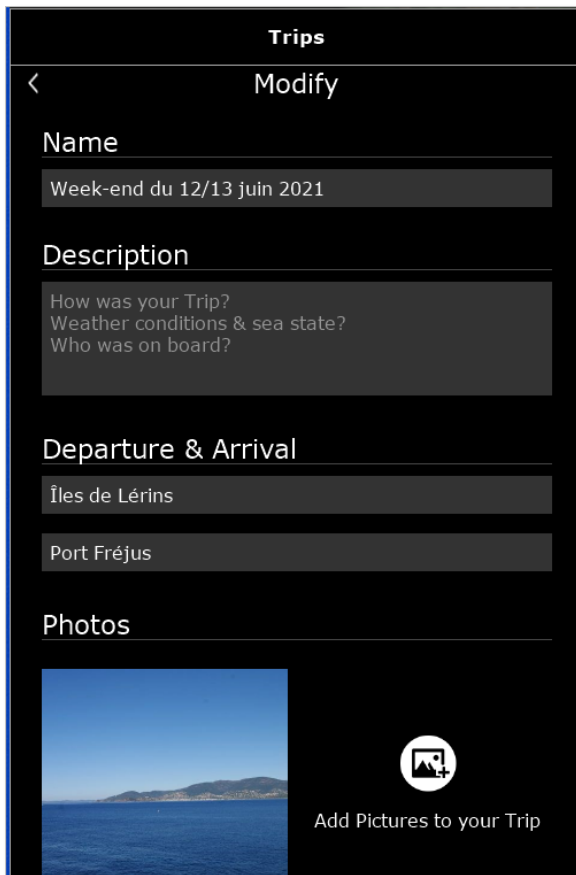 Trips
Modify
Name
Week-end du 12/13 juin 2021
Description
How was your Trip?
Weather conditions & sea state?
Who was on board?
Departure & Arrival
Îles de Lérins
Port Fréjus
Photos
Add Pictures to your Trip